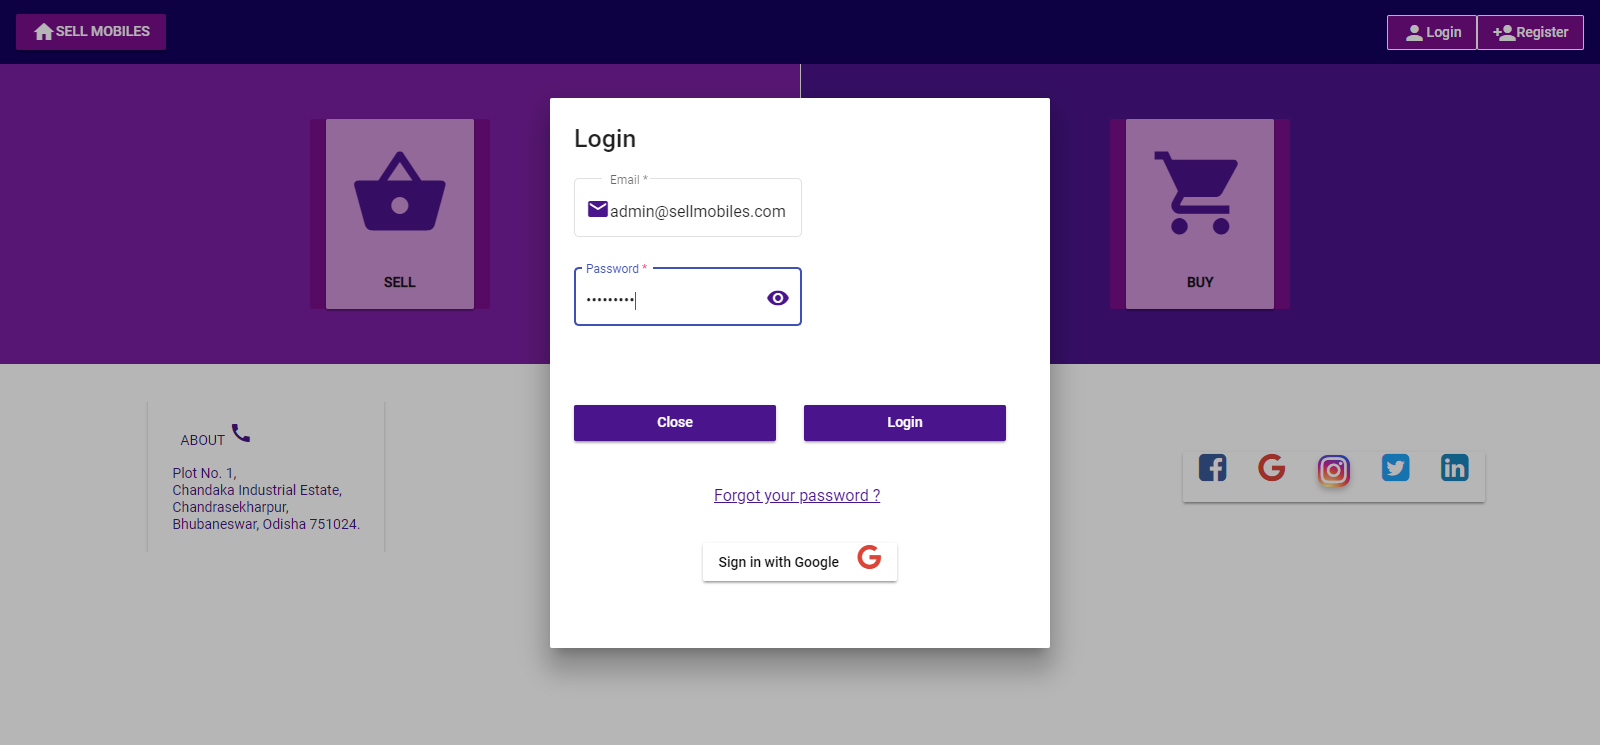 SELL MOBILES
Login
Register
SELL
BUY
Login
Email *
admin@sellmobiles.com
Password *
•••••••••
Close
Login
Forgot your password ?
Sign in with Google
ABOUT
Plot No. 1,
Chandaka Industrial Estate,
Chandrasekharpur,
Bhubaneswar, Odisha 751024.